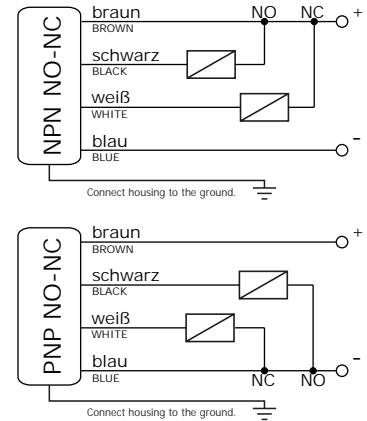 NPN NO-NC
braun NO NC +
BROWN
schwarz
BLACK
weiß
WHITE
blau -
BLUE
Connect housing to the ground.
PNP NO-NC
braun +
BROWN
schwarz
BLACK
weiß
WHITE
blau -
BLUE NC NO
Connect housing to the ground.